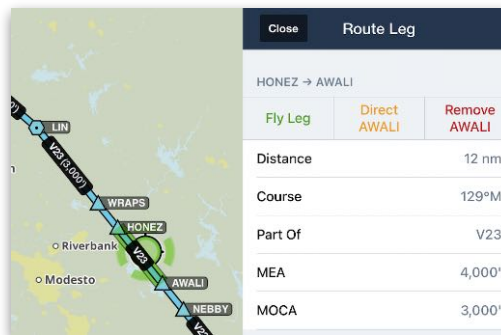 Close
Route Leg
HONEZ → AWALI
Fly Leg
Direct
AWALI
Remove
AWALI
Distance
12 nm
Course
129°M
Part Of
V23
MEA
4,000'
MOCA
3,000'
LIN
V23 (3,000')
WRAPS
HONEZ
Riverbank
V23
Modesto
AWALI
NEBBY